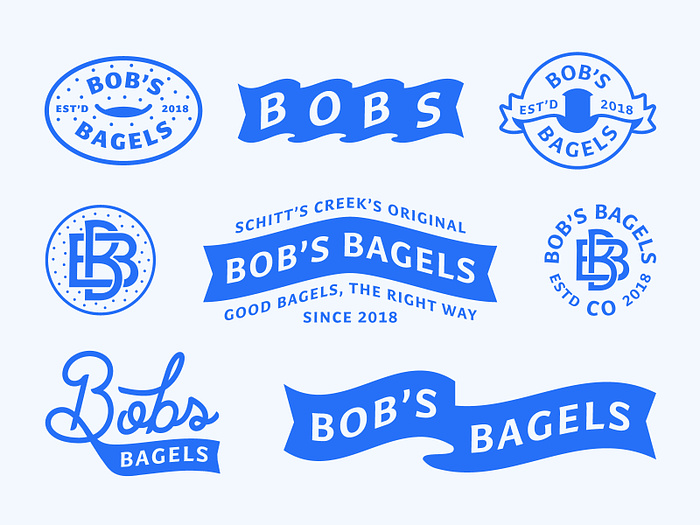 BOB'S
EST'D 2018
BAGELS
BOBS
BOB'S
EST'D 2018
BAGELS
BB
SCHITT'S CREEK'S ORIGINAL
BOB'S BAGELS
GOOD BAGELS, THE RIGHT WAY
SINCE 2018
BOB'S BAGELS
BB
ESTD CO 2018
Bobs
BAGELS
BOB'S
BAGELS